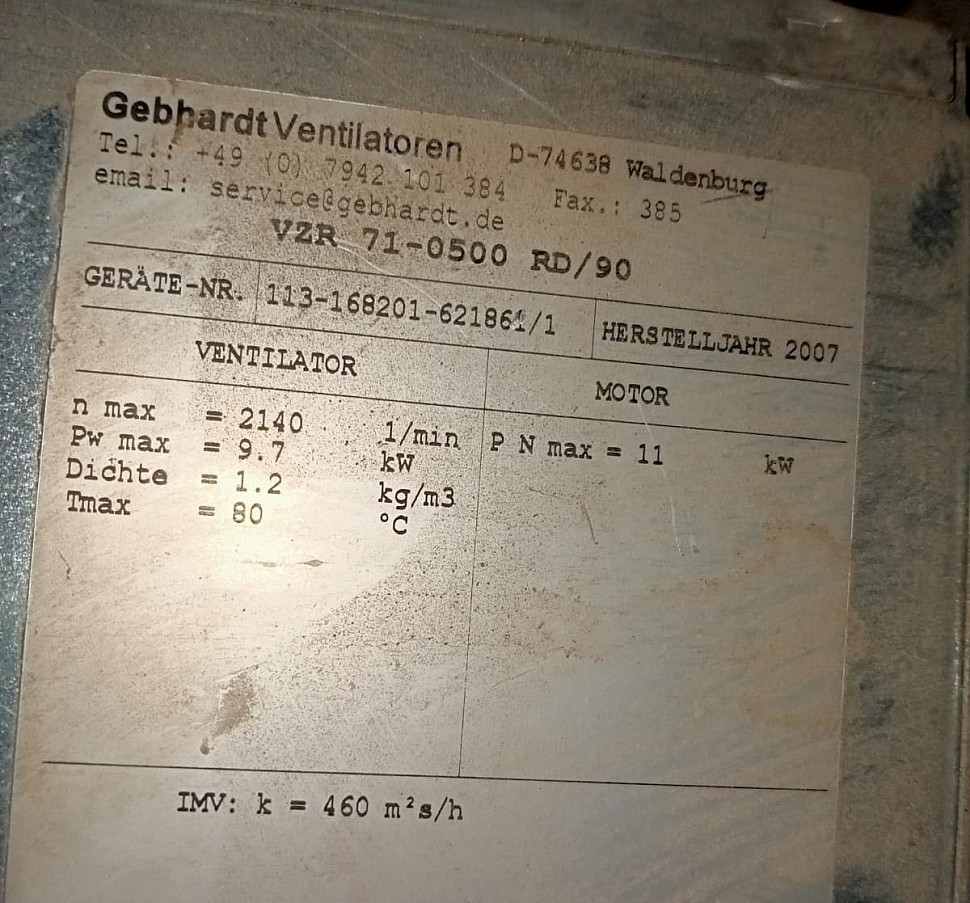 Gebhardt Ventilatoren D-74638 Waldenburg
Tel.: +49 (0) 7942 101 384 Fax.: 385
email: service@gebhardt.de
VZR 71-0500 RD/90
GERÄTE-NR. 113-168201-621861/1 HERSTELLJAHR 2007
VENTILATOR MOTOR
n max = 2140 1/min P N max = 11 kW
Pw max = 9.7 kW
Dichte = 1.2 kg/m3
Tmax = 80 °C
IMV: k = 460 m²s/h